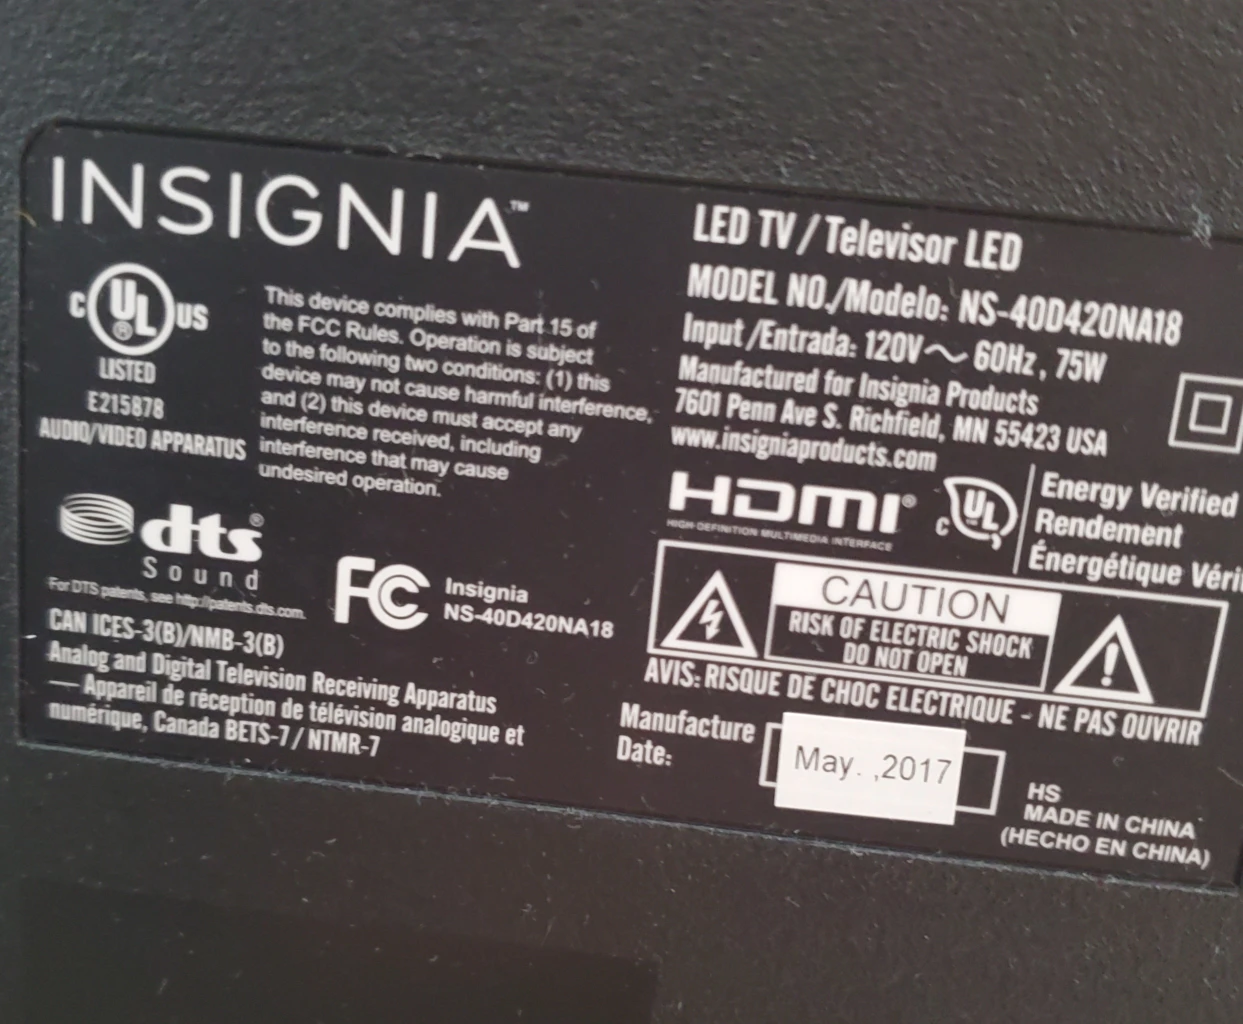 INSIGNIA™
C UL® US
LISTED
E215878
AUDIO/VIDEO APPARATUS
This device complies with Part 15 of
the FCC Rules. Operation is subject
to the following two conditions: (1) this
device may not cause harmful interference,
and (2) this device must accept any
interference received, including
interference that may cause
undesired operation.
dts®
Sound
For DTS patents, see http://patents.dts.com.
FC Insignia
NS-40D420NA18
CAN ICES-3(B)/NMB-3(B)
Analog and Digital Television Receiving Apparatus
— Appareil de réception de télévision analogique et
numérique, Canada BETS-7/ NTMR-7
LED TV/Televisor LED
MODEL NO./Modelo: NS-40D420NA18
Input/Entrada: 120V～ 60Hz, 75W
Manufactured for Insignia Products
7601 Penn Ave S. Richfield, MN 55423 USA
www.insigniaproducts.com
HDMI®
HIGH-DEFINITION MULTIMEDIA INTERFACE
C UL
Energy Verified
Rendement
Énergétique Véri
CAUTION
RISK OF ELECTRIC SHOCK
DO NOT OPEN
AVIS: RISQUE DE CHOC ELECTRIQUE - NE PAS OUVRIR
Manufacture
Date:
May. ,2017
HS
MADE IN CHINA
(HECHO EN CHINA)